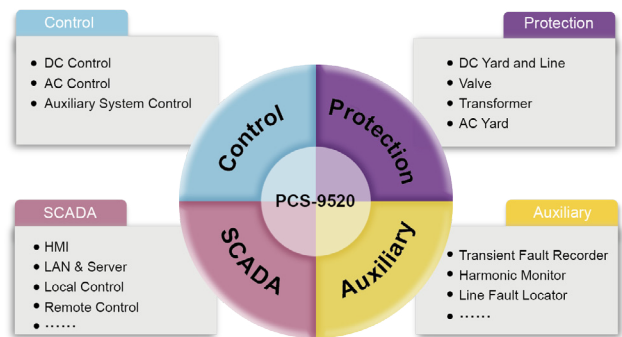 Control
• DC Control
• AC Control
• Auxiliary System Control
Protection
• DC Yard and Line
• Valve
• Transformer
• AC Yard
Control
Protection
PCS-9520
SCADA
Auxiliary
SCADA
• HMI
• LAN & Server
• Local Control
• Remote Control
• ······
Auxiliary
• Transient Fault Recorder
• Harmonic Monitor
• Line Fault Locator
• ······